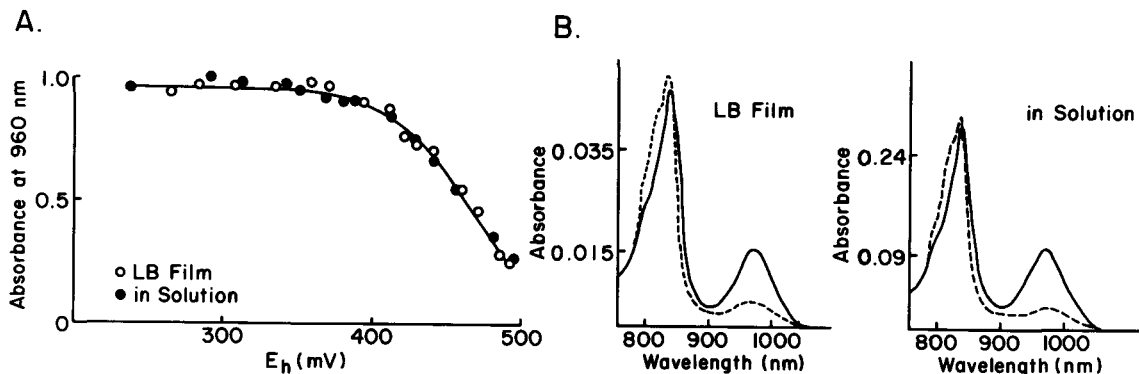 A.
Absorbance at 960 nm
1.0
0.5
0
300
400
500
Eh (mV)
○ LB Film
● in Solution
B.
Absorbance
0.035
0.015
LB Film
800
900
1000
Wavelength (nm)
Absorbance
0.24
0.09
in Solution
800
900
1000
Wavelength (nm)